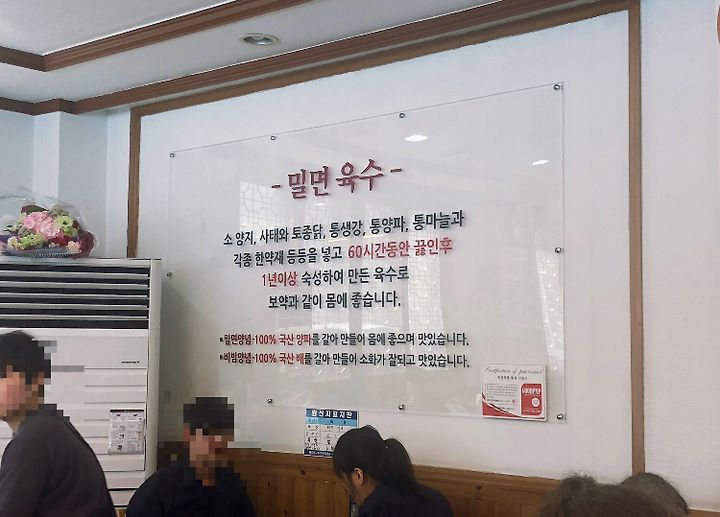 - 밀면 육수 -
소 양지, 사태와 토종닭, 통생강, 통양파, 통마늘과
각종 한약재 등등을 넣고 60시간동안 끓인후
1년이상 숙성하여 만든 육수로
보약과 같이 몸에 좋습니다.
■밀면양념-100% 국산 양파를 갈아 만들어 몸에 좋으며 맛있습니다.
■비빔양념-100% 국산 배를 갈아 만들어 소화가 잘되고 맛있습니다.
원산지표지판